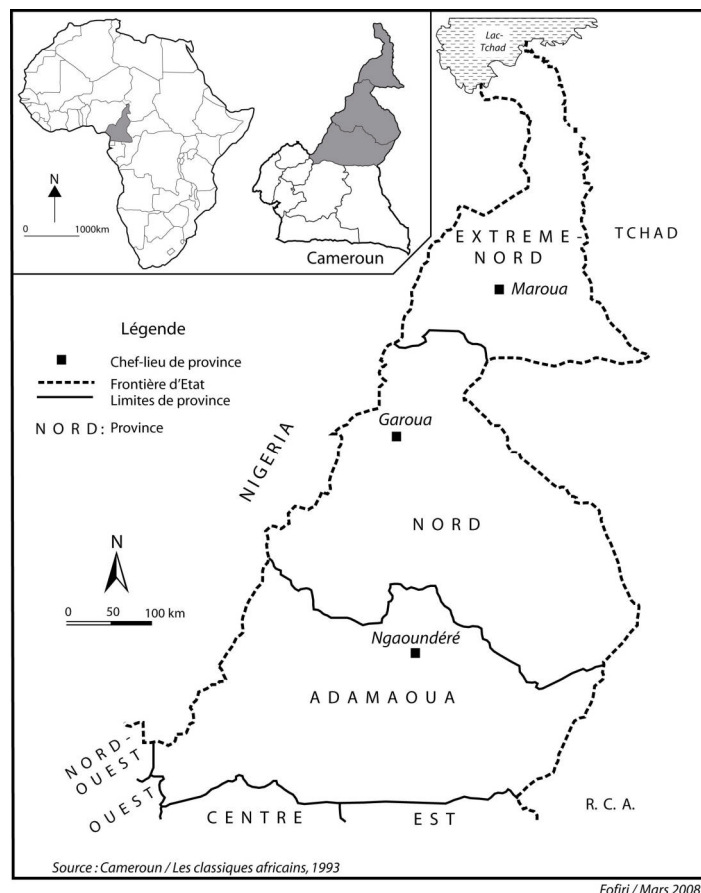 Lac-
Tchad
N
0 1000km
Cameroun
EXTREME-
NORD
TCHAD
Maroua
Légende
Chef-lieu de province
Frontière d'Etat
Limites de province
NORD: Province
Garoua
NIGERIA
NORD
N
0 50 100 km
Ngaoundéré
ADAMAOUA
NORD-
OUEST
OUEST
CENTRE
EST
R.C.A.
Source : Cameroun / Les classiques africains, 1993
Fofiri / Mars 2008